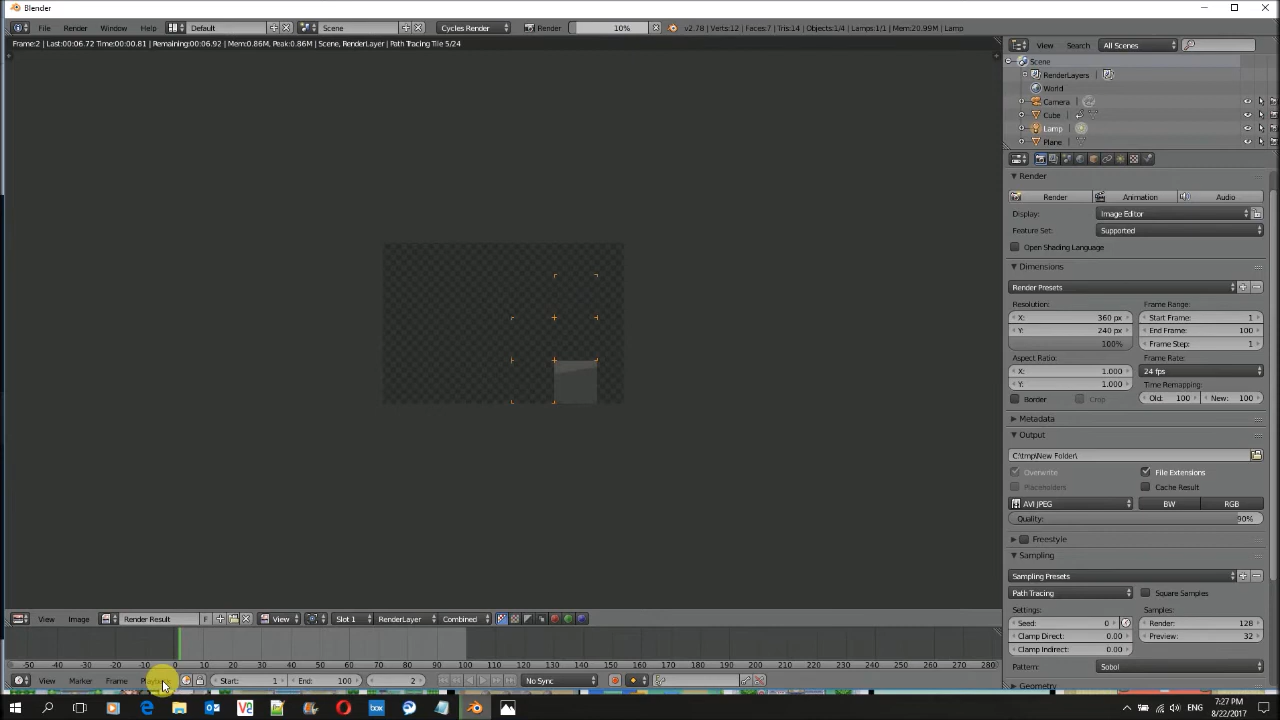 Blender
File Render Window Help Default Scene Cycles Render Render 10% v2.78 | Verts:12 | Faces:7 | Tris:14 | Objects:1/4 | Lamps:1/1 | Mem:20.99M | Lamp
Frame:2 | Last:00:06.72 Time:00:00.81 | Remaining:00:06.92 | Mem:0.86M, Peak:0.86M | Scene, RenderLayer | Path Tracing Tile 5/24
View Search All Scenes
Scene
RenderLayers
World
Camera
Cube
Lamp
Plane
Render
Render Animation Audio
Display: Image Editor
Feature Set: Supported
Open Shading Language
Dimensions
Render Presets
Resolution: Frame Range:
X: 360 px Start Frame: 1
Y: 240 px End Frame: 100
100% Frame Step: 1
Aspect Ratio: Frame Rate:
X: 1.000 24 fps
Y: 1.000 Time Remapping:
Border Crop Old: 100 New: 100
Metadata
Output
C:\tmp\New Folder\
Overwrite File Extensions
Placeholders Cache Result
AVI JPEG BW RGB
Quality: 90%
Freestyle
Sampling
Sampling Presets
Path Tracing Square Samples
Settings: Samples:
Seed: 0 Render: 128
Clamp Direct: 0.00 Preview: 32
Clamp Indirect: 0.00
Pattern: Sobol
Geometry
View Image Render Result F View Slot 1 RenderLayer Combined
-50 -40 -30 -20 -10 0 10 20 30 40 50 60 70 80 90 100 110 120 130 140 150 160 170 180 190 200 210 220 230 240 250 260 270 280
View Marker Frame Playback Start: 1 End: 100 2 No Sync
box
ENG 7:27 PM
8/22/2017